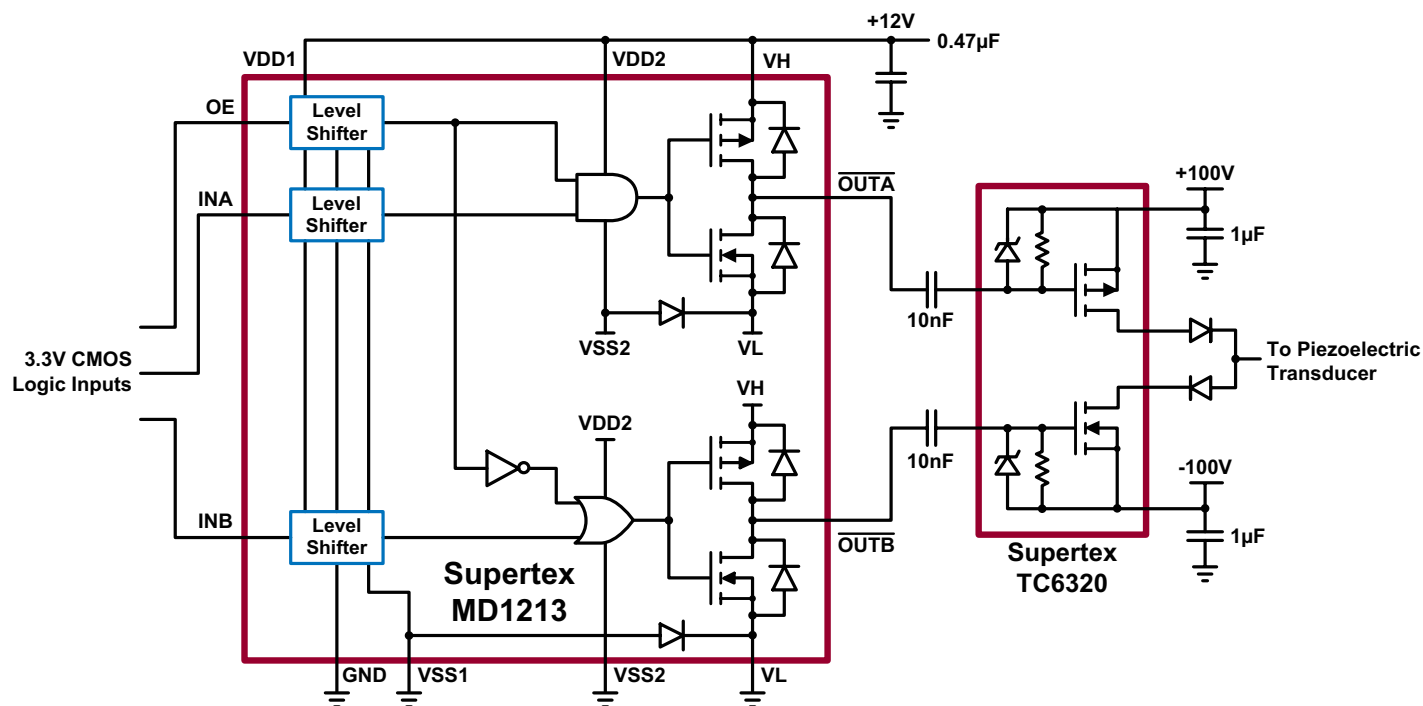 +12V
0.47µF
VDD1
VDD2
VH
OE
Level
Shifter
INA
Level
Shifter
OUTA
+100V
1µF
10nF
VSS2
VL
3.3V CMOS
Logic Inputs
To Piezoelectric
Transducer
VH
VDD2
10nF
-100V
INB
Level
Shifter
OUTB
1µF
Supertex
MD1213
Supertex
TC6320
GND
VSS1
VSS2
VL